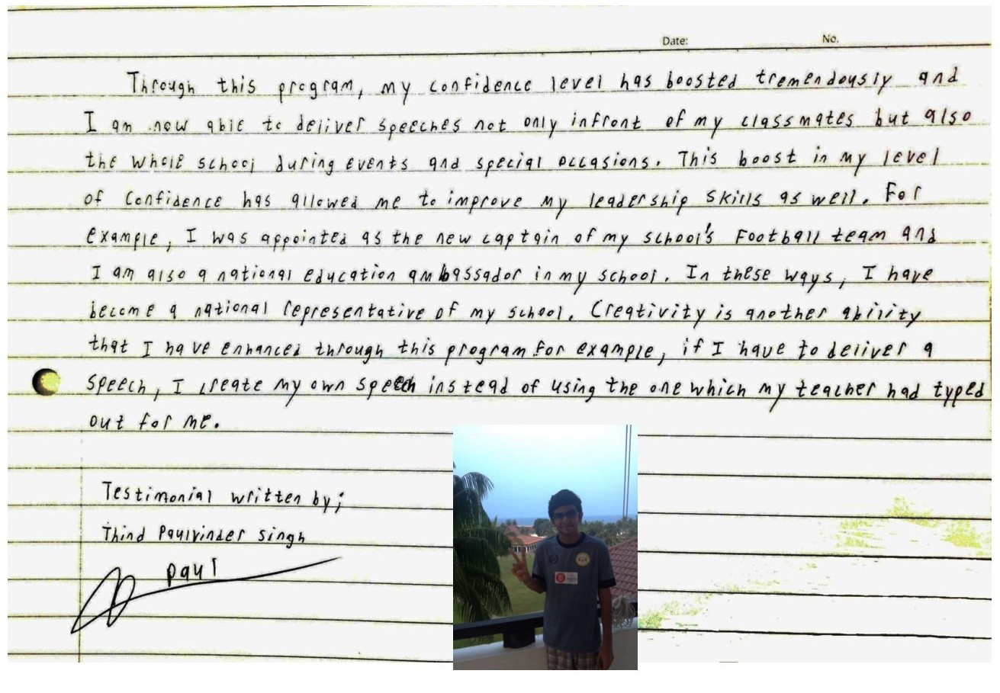 Date: No.
Through this program, my confidence level has boosted tremendously and
I am now able to deliver speeches not only infront of my classmates but also
the whole school during events and special occasions. This boost in my level
of confidence has allowed me to improve my leadership skills as well. For
example, I was appointed as the new captain of my school's Football team and
I am also a national education ambassador in my school. In these ways, I have
become a national representative of my school. Creativity is another ability
that I have enhanced through this program for example, if I have to deliver a
speech, I create my own speech instead of using the one which my teacher had typed
out for me.
Testimonial written by;
Thind Paulvinder Singh
Paul